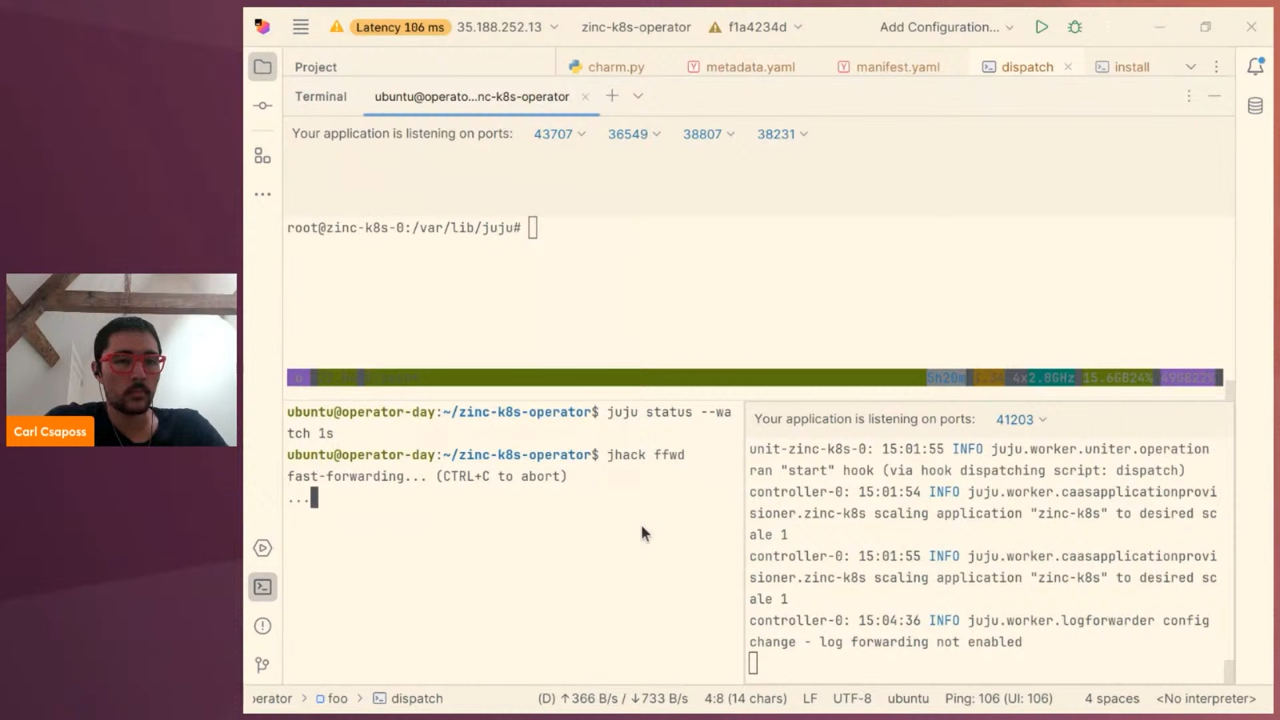 Latency 106 ms 35.188.252.13 zinc-k8s-operator f1a4234d Add Configuration...
Project charm.py metadata.yaml manifest.yaml dispatch install
Terminal ubuntu@operato...nc-k8s-operator
Your application is listening on ports: 43707 36549 38807 38231
root@zinc-k8s-0:/var/lib/juju#
5h20m 4x2.8GHz 15.6GB24%
ubuntu@operator-day:~/zinc-k8s-operator$ juju status --wa
tch 1s
ubuntu@operator-day:~/zinc-k8s-operator$ jhack ffwd
fast-forwarding... (CTRL+C to abort)
...
Your application is listening on ports: 41203
unit-zinc-k8s-0: 15:01:55 INFO juju.worker.uniter.operation
ran "start" hook (via hook dispatching script: dispatch)
controller-0: 15:01:54 INFO juju.worker.caasapplicationprovi
sioner.zinc-k8s scaling application "zinc-k8s" to desired sc
ale 1
controller-0: 15:01:55 INFO juju.worker.caasapplicationprovi
sioner.zinc-k8s scaling application "zinc-k8s" to desired sc
ale 1
controller-0: 15:04:36 INFO juju.worker.logforwarder config
change - log forwarding not enabled
Carl Csaposs
perator > foo > dispatch (D) ↑366 B/s / ↓733 B/s 4:8 (14 chars) LF UTF-8 ubuntu Ping: 106 (UI: 106) 4 spaces <No interpreter>